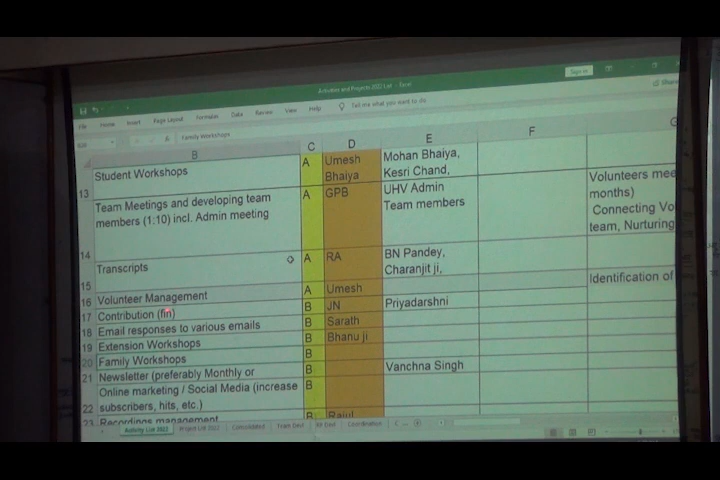 Activities and Projects 2022 List - Excel
Sign in
File Home Insert Page Layout Formulas Data Review View Help Tell me what you want to do Share
Family Workshops
B C D E F G
13 Student Workshops A Umesh Bhaiya Mohan Bhaiya, Kesri Chand,
14 Team Meetings and developing team members (1:10) incl. Admin meeting A GPB UHV Admin Team members Volunteers mee months) Connecting Vo team, Nurturing
15 Transcripts A RA BN Pandey, Charanjit ji,
16 Volunteer Management A Umesh Identification of
17 Contribution (fin) B JN Priyadarshni
18 Email responses to various emails B Sarath
19 Extension Workshops B Bhanu ji
20 Family Workshops B
21 Newsletter (preferably Monthly or B Vanchna Singh
22 Online marketing / Social Media (increase subscribers, hits, etc.) B
23 Recordings management B Rajul
Activity List 2022 Project List 2022 Consolidated Team Devl RP Devl Coordination